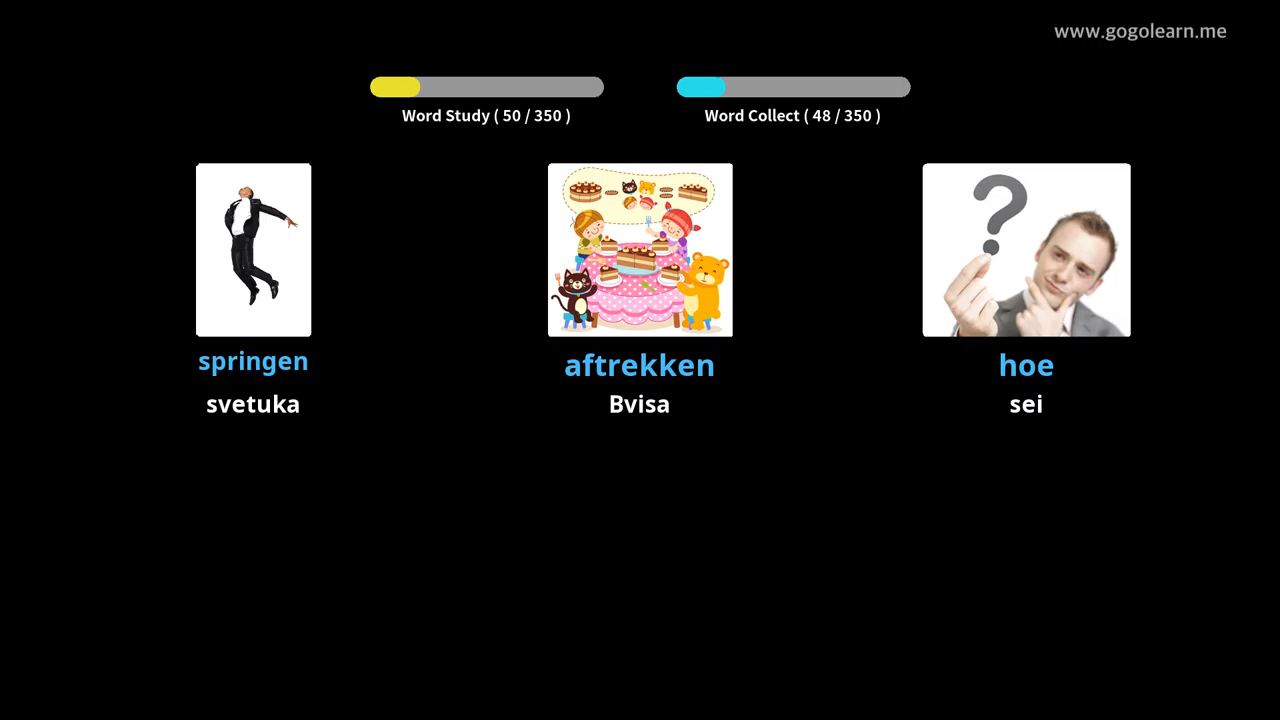 www.gogolearn.me
Word Study ( 50 / 350 )
Word Collect ( 48 / 350 )
springen
aftrekken
hoe
svetuka
Bvisa
sei